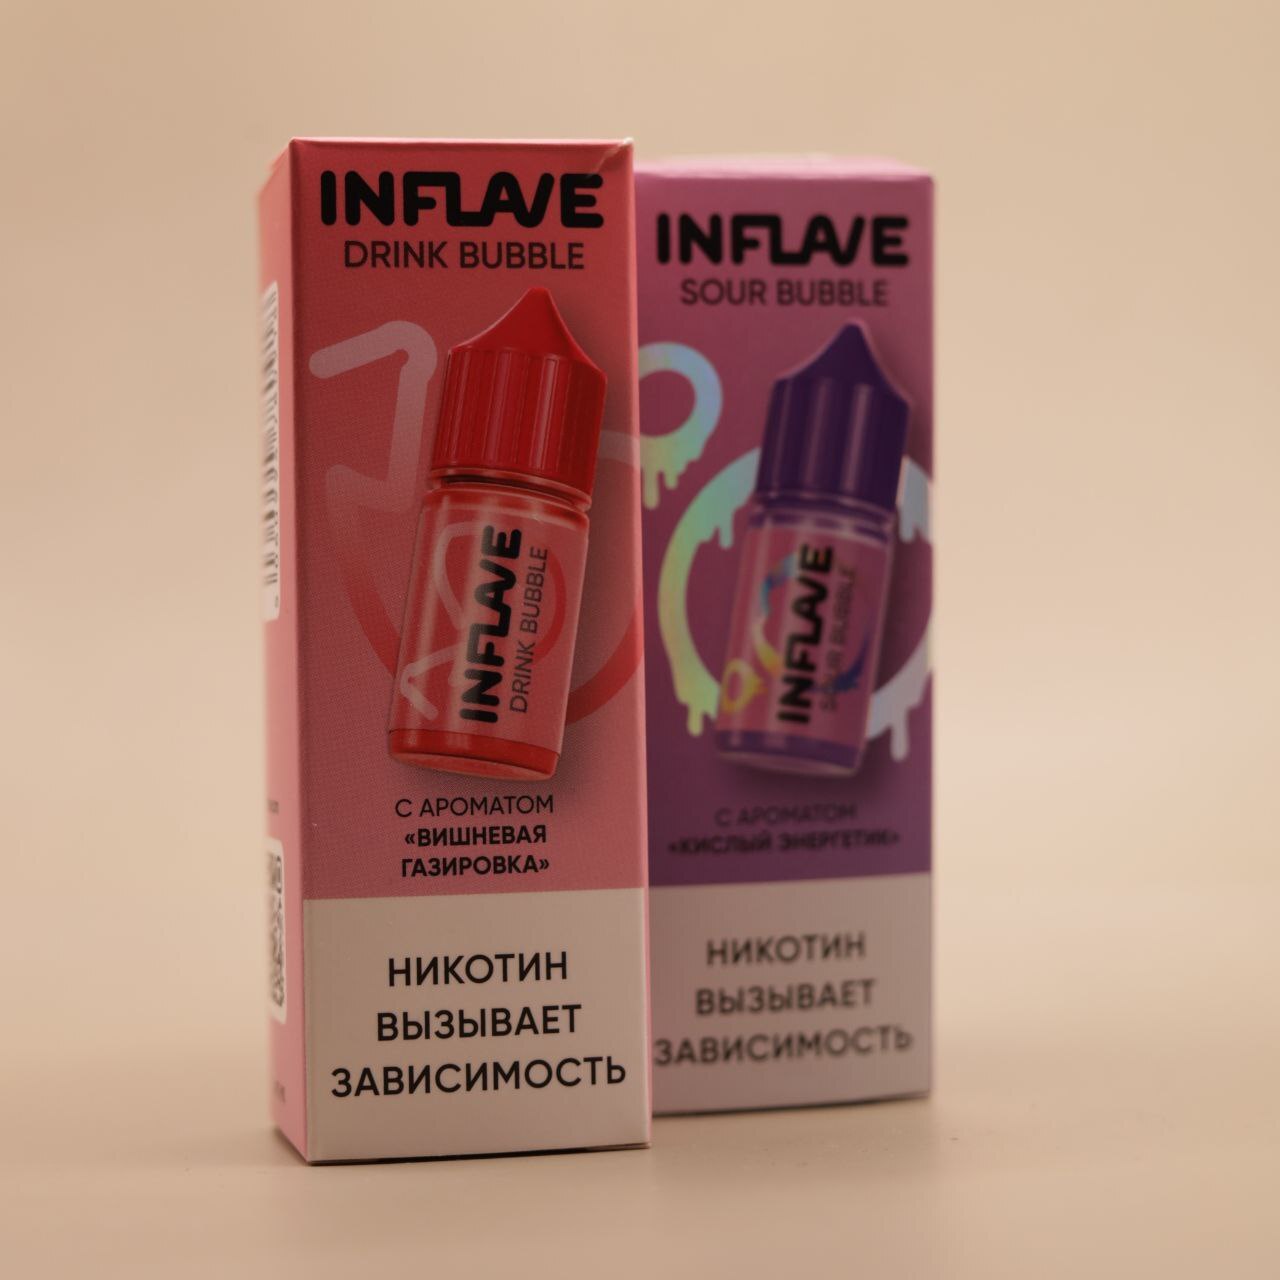 INFLAVE
DRINK BUBBLE
INFLAVE
DRINK BUBBLE
С АРОМАТОМ
«ВИШНЕВАЯ
ГАЗИРОВКА»
НИКОТИН
ВЫЗЫВАЕТ
ЗАВИСИМОСТЬ
INFLAVE
SOUR BUBBLE
INFLAVE
SOUR BUBBLE
С АРОМАТОМ
«КИСЛЫЙ ЭНЕРГЕТИК»
НИКОТИН
ВЫЗЫВАЕТ
ЗАВИСИМОСТЬ